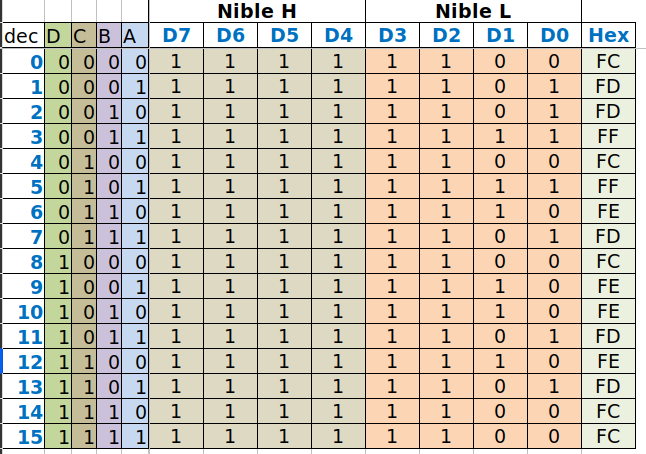 Nible H Nible L
dec D C B A D7 D6 D5 D4 D3 D2 D1 D0 Hex
0 0 0 0 0 1 1 1 1 1 1 0 0 FC
1 0 0 0 1 1 1 1 1 1 1 0 1 FD
2 0 0 1 0 1 1 1 1 1 1 0 1 FD
3 0 0 1 1 1 1 1 1 1 1 1 1 FF
4 0 1 0 0 1 1 1 1 1 1 0 0 FC
5 0 1 0 1 1 1 1 1 1 1 1 1 FF
6 0 1 1 0 1 1 1 1 1 1 1 0 FE
7 0 1 1 1 1 1 1 1 1 1 0 1 FD
8 1 0 0 0 1 1 1 1 1 1 0 0 FC
9 1 0 0 1 1 1 1 1 1 1 1 0 FE
10 1 0 1 0 1 1 1 1 1 1 1 0 FE
11 1 0 1 1 1 1 1 1 1 1 0 1 FD
12 1 1 0 0 1 1 1 1 1 1 1 0 FE
13 1 1 0 1 1 1 1 1 1 1 0 1 FD
14 1 1 1 0 1 1 1 1 1 1 0 0 FC
15 1 1 1 1 1 1 1 1 1 1 0 0 FC